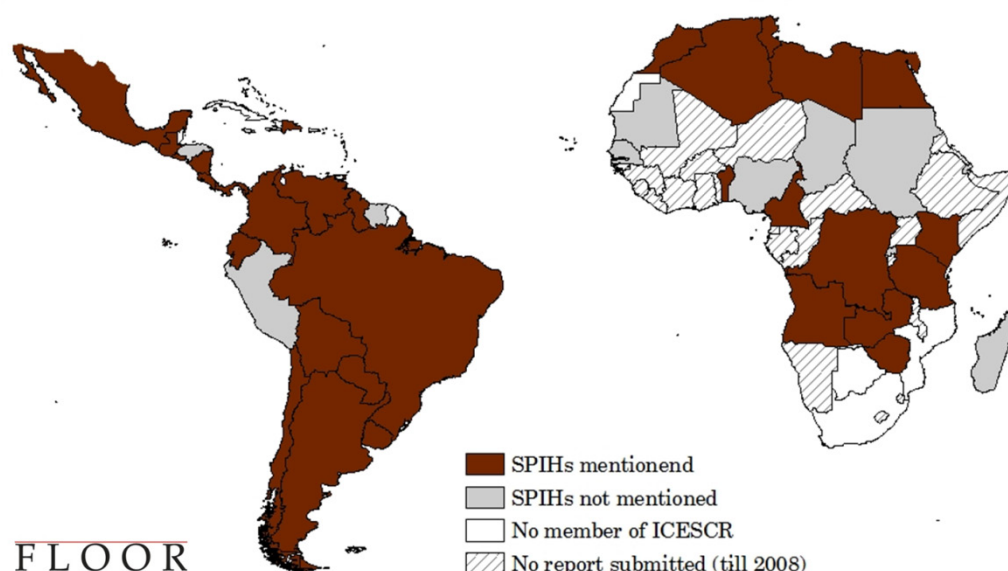 SPIHs mentionend
SPIHs not mentioned
No member of ICESCR
No report submitted (till 2008)
FLOOR